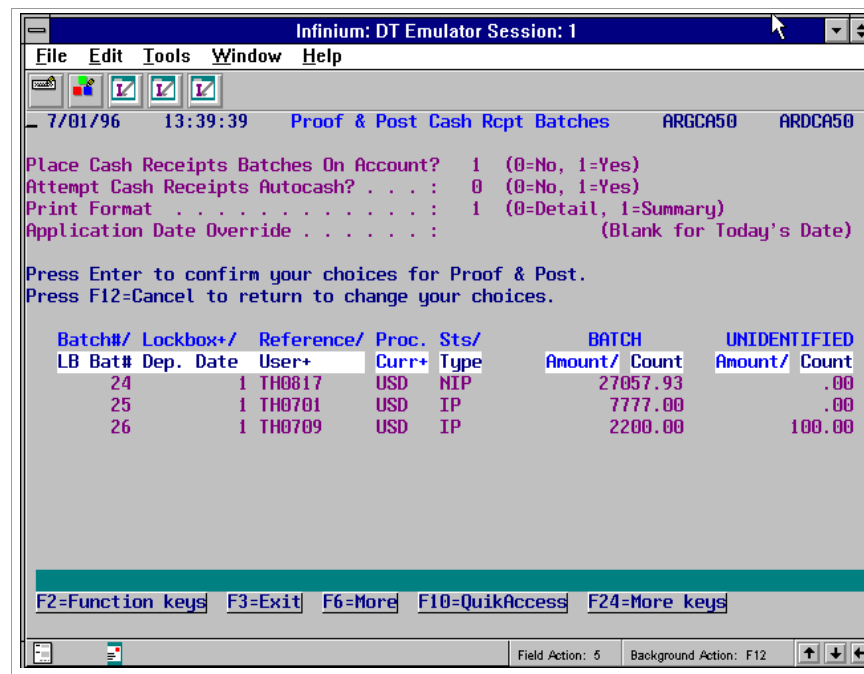 Infinium: DT Emulator Session: 1
File Edit Tools Window Help
7/01/96 13:39:39 Proof & Post Cash Rcpt Batches ARGCA50 ARDCA50
Place Cash Receipts Batches On Account? 1 (0=No, 1=Yes)
Attempt Cash Receipts Autocash? . . . : 0 (0=No, 1=Yes)
Print Format . . . . . . . . . . . . : 1 (0=Detail, 1=Summary)
Application Date Override . . . . . . : (Blank for Today's Date)
Press Enter to confirm your choices for Proof & Post.
Press F12=Cancel to return to change your choices.
Batch#/ Lockbox+/ Reference/ Proc. Sts/ BATCH UNIDENTIFIED
LB Bat# Dep. Date User+ Curr+ Type Amount/ Count Amount/ Count
24 1 TH0817 USD NIP 27057.93 .00
25 1 TH0701 USD IP 7777.00 .00
26 1 TH0709 USD IP 2200.00 100.00
F2=Function keys F3=Exit F6=More F10=QuikAccess F24=More keys
Field Action: 5 Background Action: F12